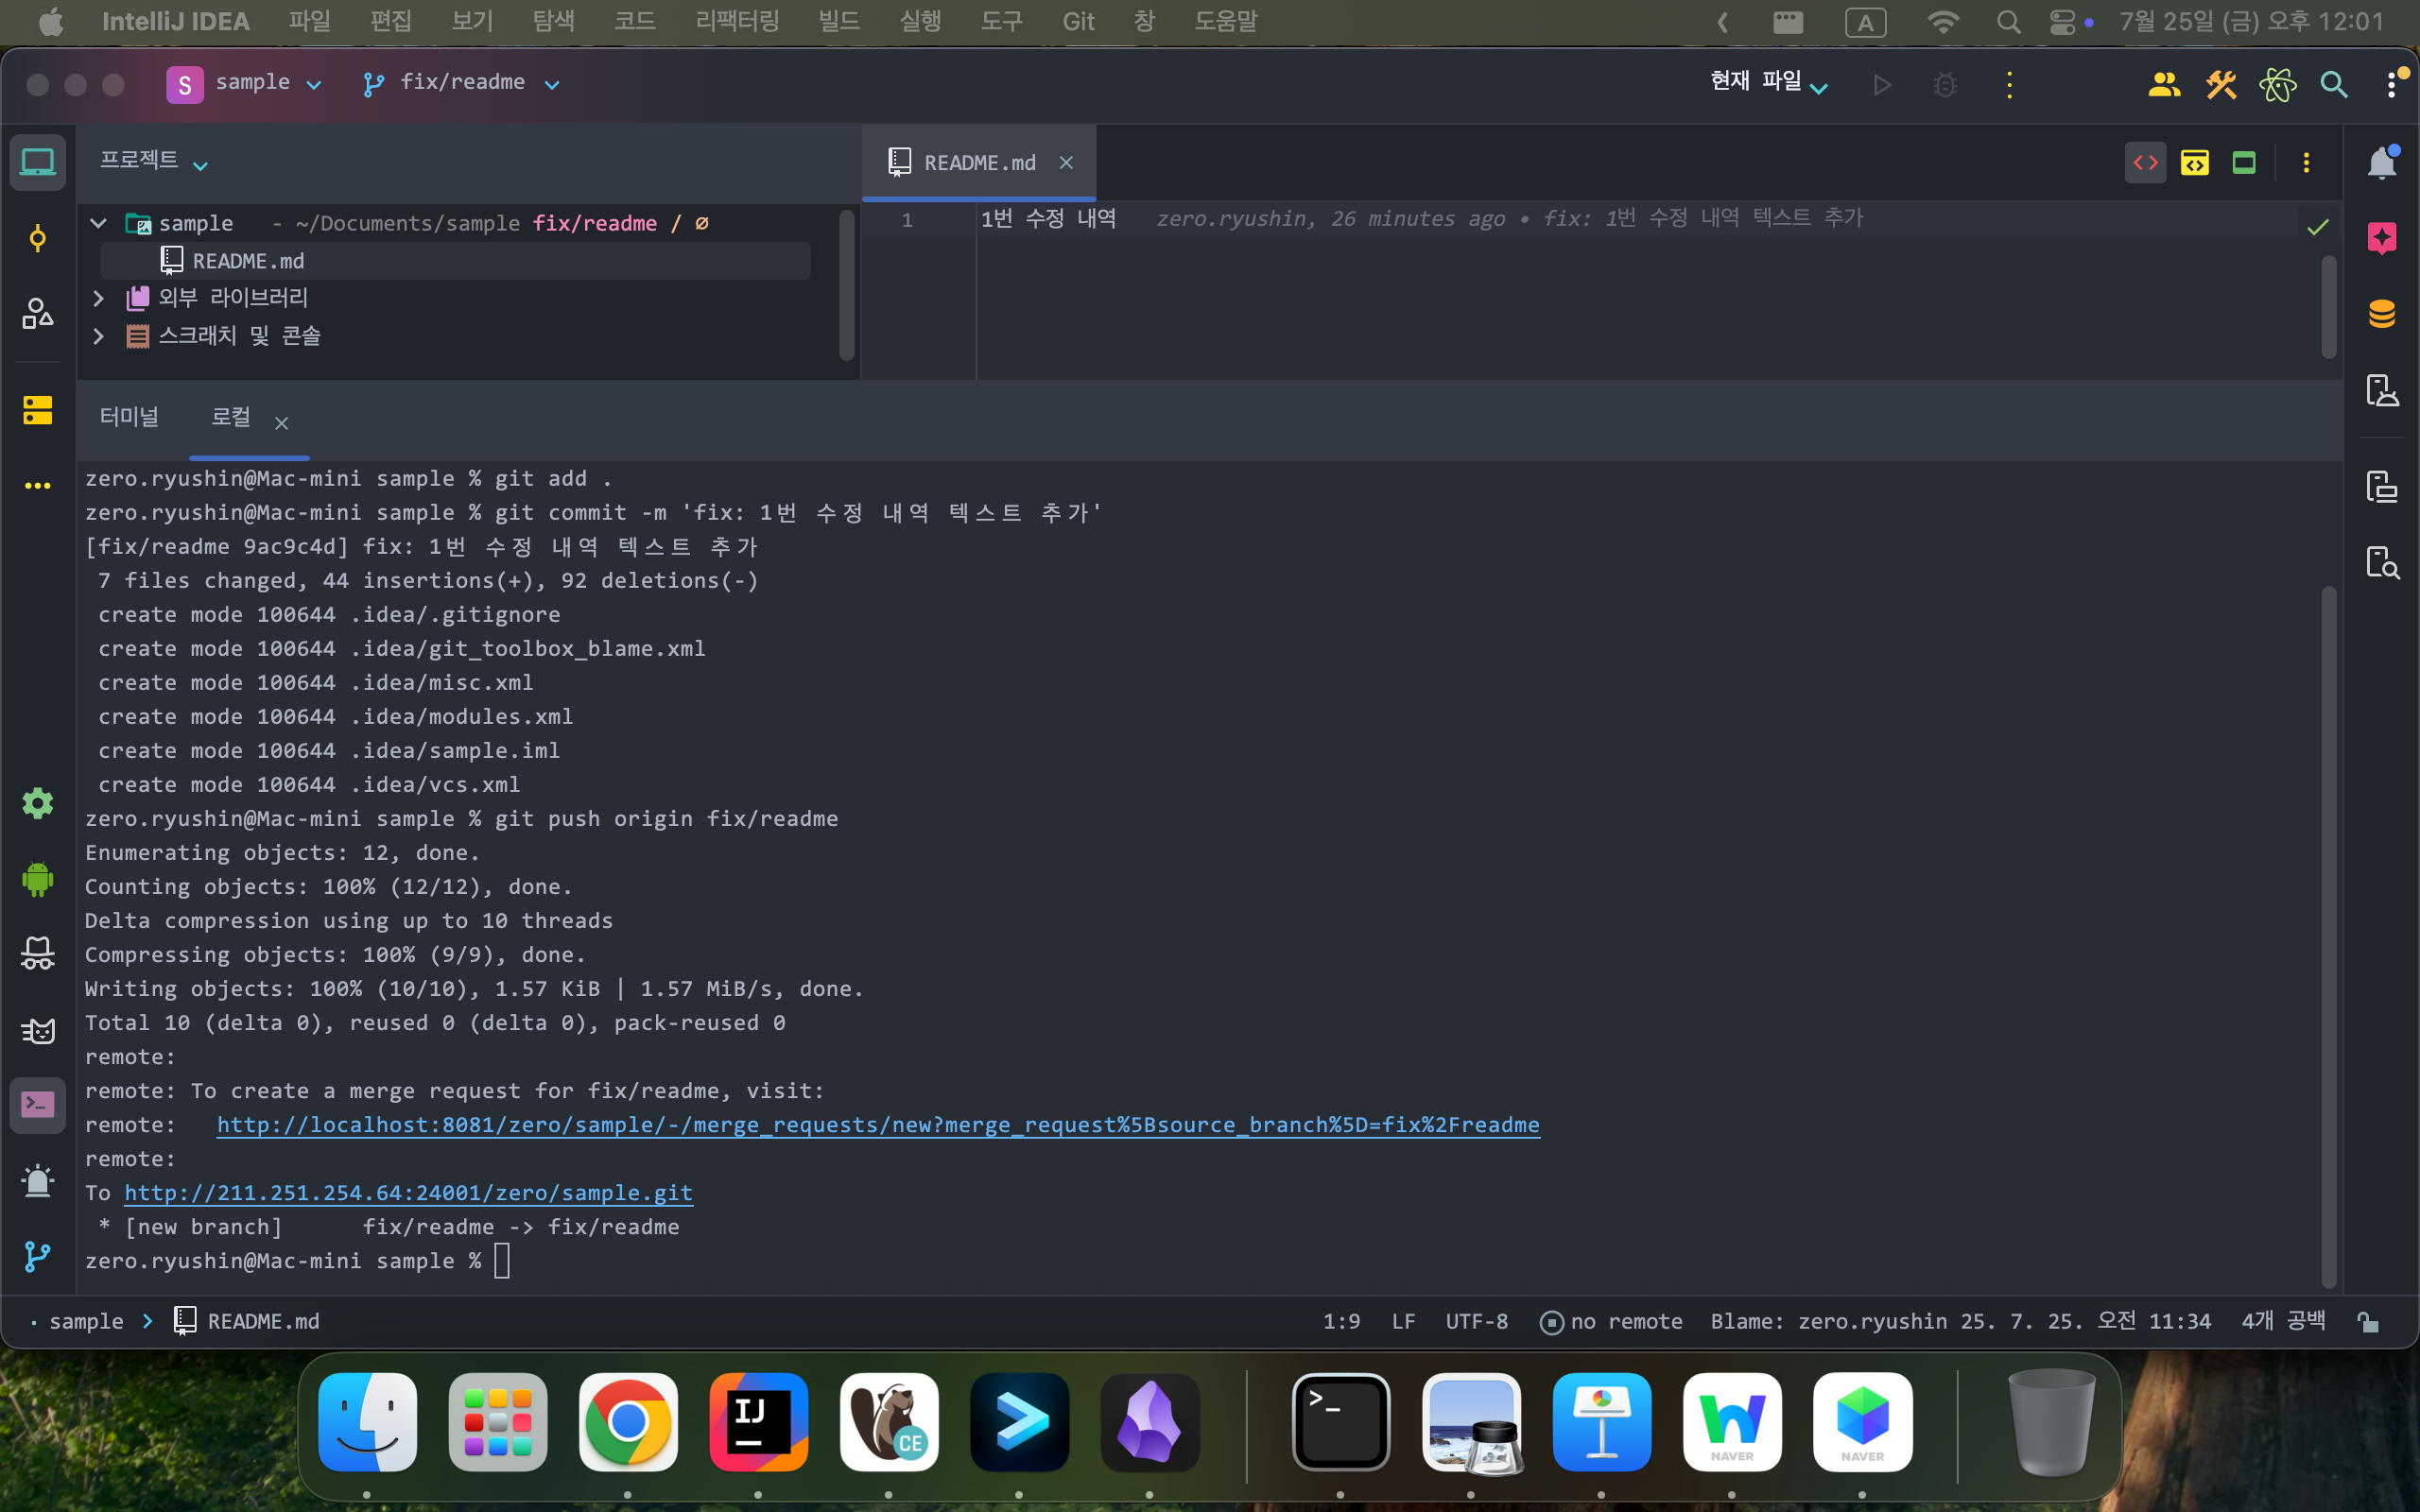 IntelliJ IDEA 파일 편집 보기 탐색 코드 리팩터링 빌드 실행 도구 Git 창 도움말 A 7월 25일 (금) 오후 12:01
S sample fix/readme 현재 파일
프로젝트
README.md
sample - ~/Documents/sample fix/readme / ∅
README.md
외부 라이브러리
스크래치 및 콘솔
1 1번 수정 내역 zero.ryushin, 26 minutes ago • fix: 1번 수정 내역 텍스트 추가
터미널 로컬
zero.ryushin@Mac-mini sample % git add .
zero.ryushin@Mac-mini sample % git commit -m 'fix: 1번 수정 내역 텍스트 추가'
[fix/readme 9ac9c4d] fix: 1번 수정 내역 텍스트 추가
7 files changed, 44 insertions(+), 92 deletions(-)
create mode 100644 .idea/.gitignore
create mode 100644 .idea/git_toolbox_blame.xml
create mode 100644 .idea/misc.xml
create mode 100644 .idea/modules.xml
create mode 100644 .idea/sample.iml
create mode 100644 .idea/vcs.xml
zero.ryushin@Mac-mini sample % git push origin fix/readme
Enumerating objects: 12, done.
Counting objects: 100% (12/12), done.
Delta compression using up to 10 threads
Compressing objects: 100% (9/9), done.
Writing objects: 100% (10/10), 1.57 KiB | 1.57 MiB/s, done.
Total 10 (delta 0), reused 0 (delta 0), pack-reused 0
remote:
remote: To create a merge request for fix/readme, visit:
remote: http://localhost:8081/zero/sample/-/merge_requests/new?merge_request%5Bsource_branch%5D=fix%2Freadme
remote:
To http://211.251.254.64:24001/zero/sample.git
* [new branch] fix/readme -> fix/readme
zero.ryushin@Mac-mini sample %
sample > README.md 1:9 LF UTF-8 no remote Blame: zero.ryushin 25. 7. 25. 오전 11:34 4개 공백
IJ CE >_ W NAVER NAVER